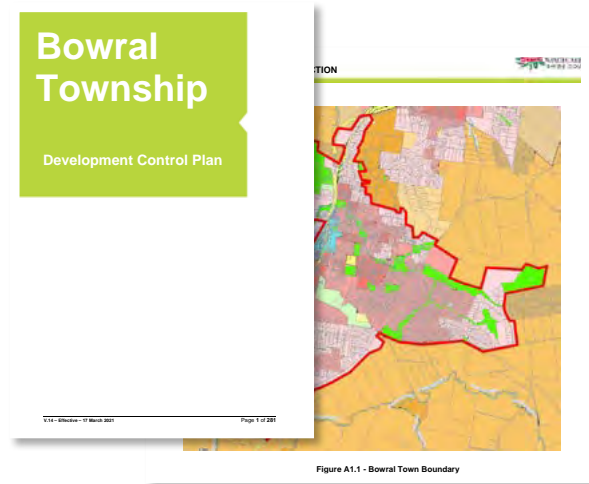 Bowral
Township
Development Control Plan
V.14 – Effective – 17 March 2021
Page 1 of 281
CTION
Figure A1.1 - Bowral Town Boundary